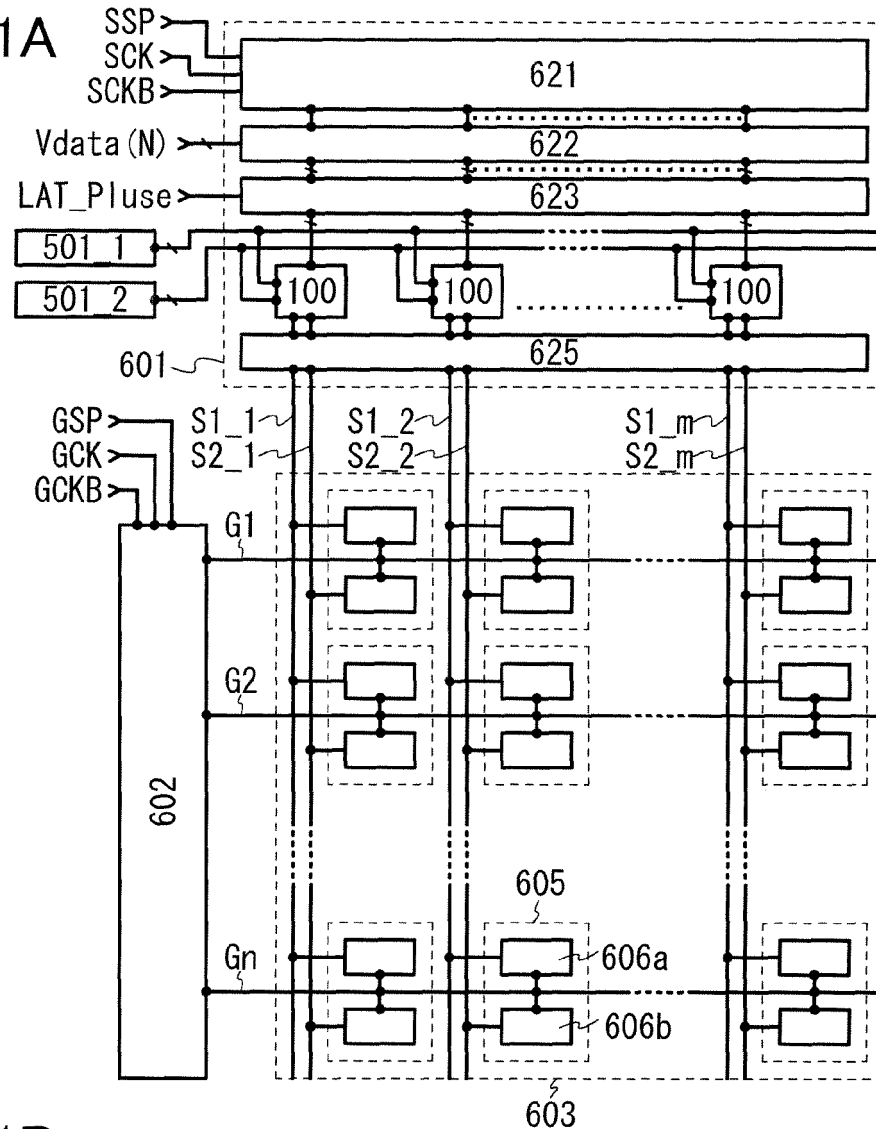 1A
SSP
SCK
SCKB
621
Vdata(N)
622
LAT_Pluse
623
501_1
501_2
100
100
100
601
625
GSP
GCK
GCKB
S1_1
S2_1
S1_2
S2_2
S1_m
S2_m
G1
G2
602
605
Gn
606a
606b
603